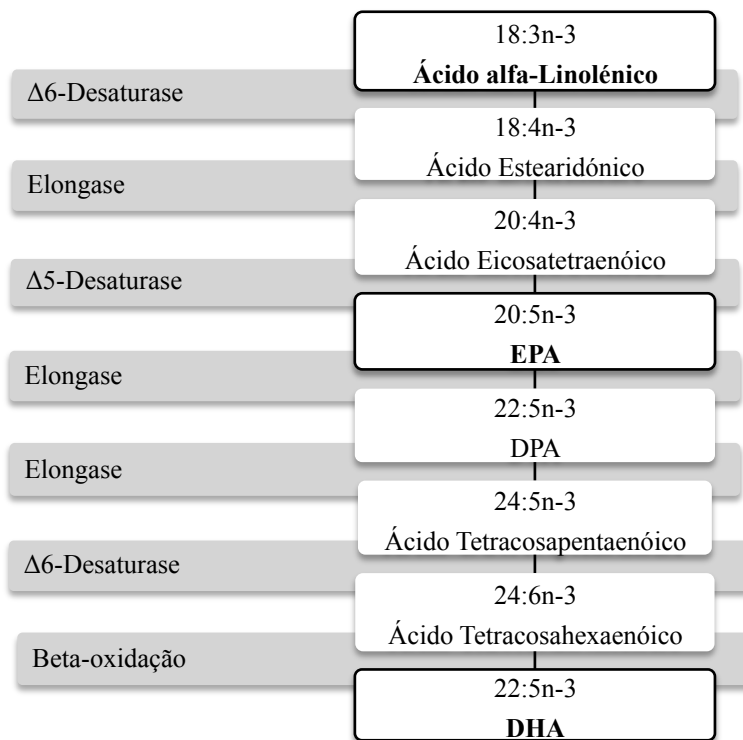 18:3n-3
Ácido alfa-Linolénico
Δ6-Desaturase
18:4n-3
Ácido Estearidónico
Elongase
20:4n-3
Ácido Eicosatetraenóico
Δ5-Desaturase
20:5n-3
EPA
Elongase
22:5n-3
DPA
Elongase
24:5n-3
Ácido Tetracosapentaenóico
Δ6-Desaturase
24:6n-3
Ácido Tetracosahexaenóico
Beta-oxidação
22:5n-3
DHA